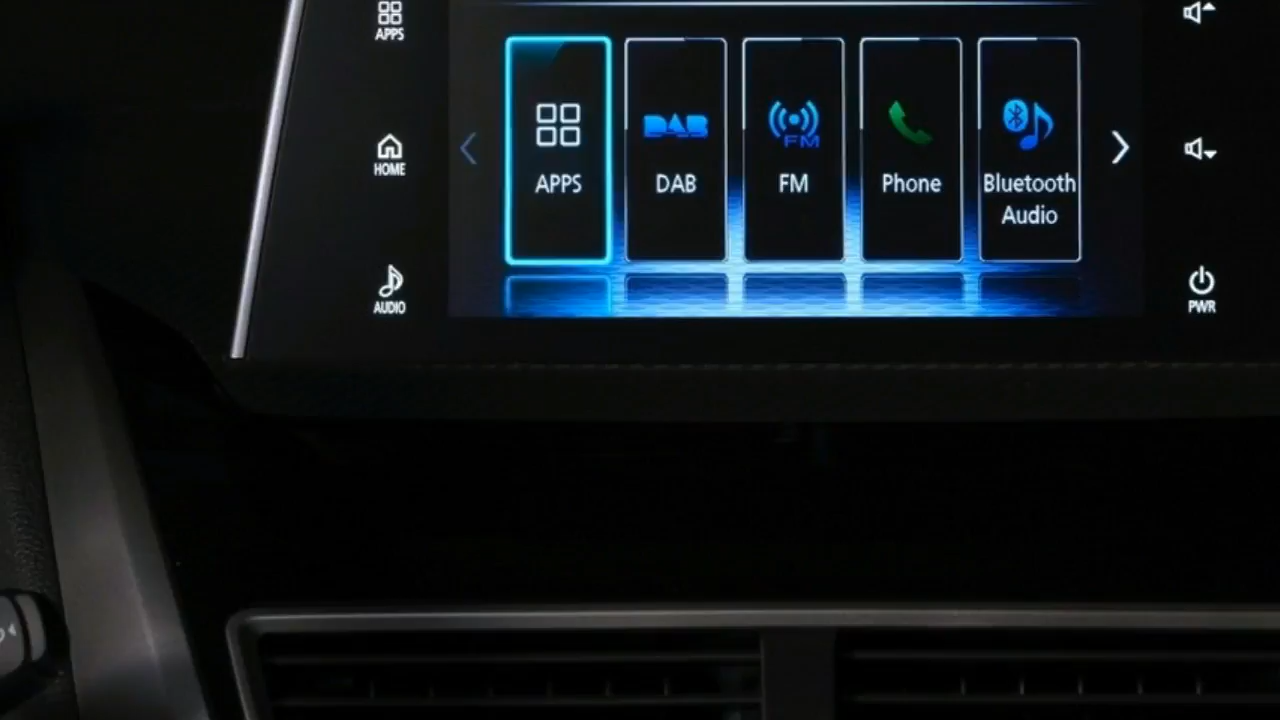 APPS
HOME
AUDIO
APPS
DAB
DAB
FM
FM
Phone
Bluetooth
Audio
PWR